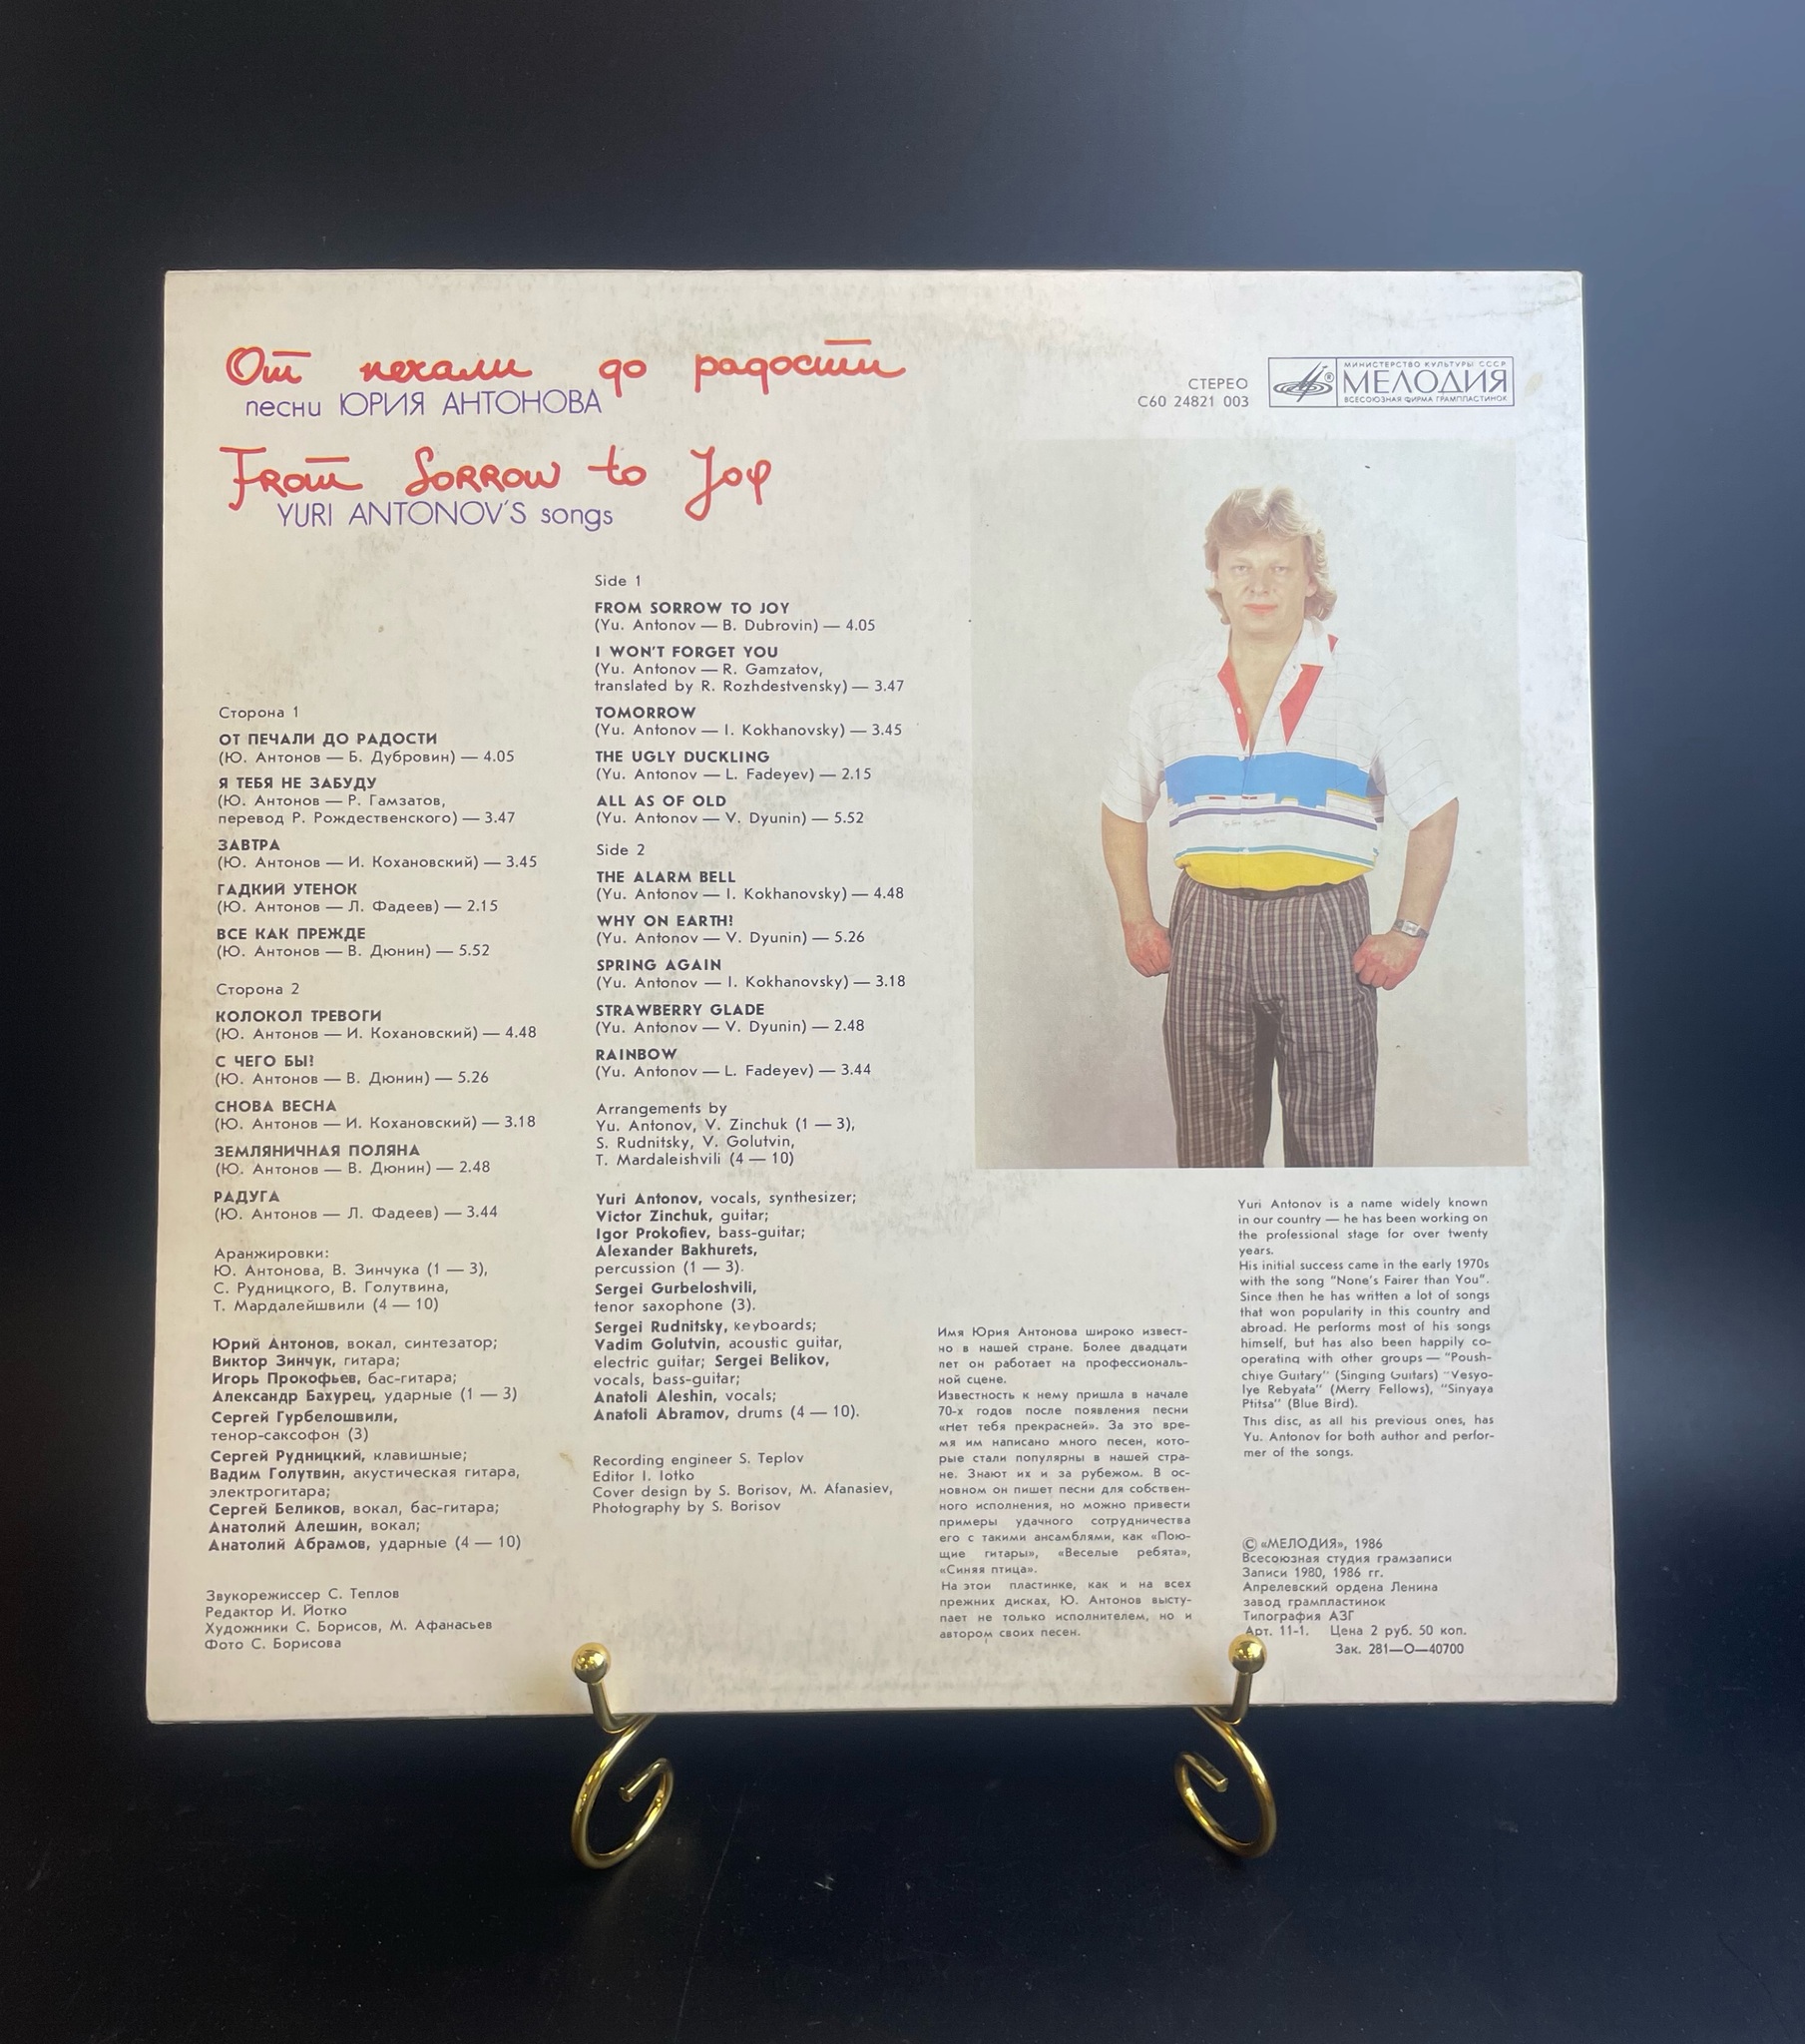 От печали до радости
песни ЮРИЯ АНТОНОВА
From Sorrow to Joy
YURI ANTONOV'S songs
СТЕРЕО
С60 24821 003
МИНИСТЕРСТВО КУЛЬТУРЫ СССР
МЕЛОДИЯ
ВСЕСОЮЗНАЯ ФИРМА ГРАМПЛАСТИНОК
Сторона 1
ОТ ПЕЧАЛИ ДО РАДОСТИ
(Ю. Антонов — Б. Дубровин) — 4.05
Я ТЕБЯ НЕ ЗАБУДУ
(Ю. Антонов — Р. Гамзатов,
перевод Р. Рождественского) — 3.47
ЗАВТРА
(Ю. Антонов — И. Кохановский) — 3.45
ГАДКИЙ УТЕНОК
(Ю. Антонов — Л. Фадеев) — 2.15
ВСЕ КАК ПРЕЖДЕ
(Ю. Антонов — В. Дюнин) — 5.52
Сторона 2
КОЛОКОЛ ТРЕВОГИ
(Ю. Антонов — И. Кохановский) — 4.48
С ЧЕГО БЫ!
(Ю. Антонов — В. Дюнин) — 5.26
СНОВА ВЕСНА
(Ю. Антонов — И. Кохановский) — 3.18
ЗЕМЛЯНИЧНАЯ ПОЛЯНА
(Ю. Антонов — В. Дюнин) — 2.48
РАДУГА
(Ю. Антонов — Л. Фадеев) — 3.44
Аранжировки:
Ю. Антонова, В. Зинчука (1 — 3),
С. Рудницкого, В. Голутвина,
Т. Мардалейшвили (4 — 10)
Юрий Антонов, вокал, синтезатор;
Виктор Зинчук, гитара;
Игорь Прокофьев, бас-гитара;
Александр Бахурец, ударные (1 — 3)
Сергей Гурбелошвили,
тенор-саксофон (3)
Сергей Рудницкий, клавишные;
Вадим Голутвин, акустическая гитара,
электрогитара;
Сергей Беликов, вокал, бас-гитара;
Анатолий Алешин, вокал;
Анатолий Абрамов, ударные (4 — 10)
Звукорежиссер С. Теплов
Редактор И. Йотко
Художники С. Борисов, М. Афанасьев
Фото С. Борисова
Side 1
FROM SORROW TO JOY
(Yu. Antonov — B. Dubrovin) — 4.05
I WON'T FORGET YOU
(Yu. Antonov — R. Gamzatov,
translated by R. Rozhdestvensky) — 3.47
TOMORROW
(Yu. Antonov — I. Kokhanovsky) — 3.45
THE UGLY DUCKLING
(Yu. Antonov — L. Fadeyev) — 2.15
ALL AS OF OLD
(Yu. Antonov — V. Dyunin) — 5.52
Side 2
THE ALARM BELL
(Yu. Antonov — I. Kokhanovsky) — 4.48
WHY ON EARTH!
(Yu. Antonov — V. Dyunin) — 5.26
SPRING AGAIN
(Yu. Antonov — I. Kokhanovsky) — 3.18
STRAWBERRY GLADE
(Yu. Antonov — V. Dyunin) — 2.48
RAINBOW
(Yu. Antonov — L. Fadeyev) — 3.44
Arrangements by
Yu. Antonov, V. Zinchuk (1 — 3),
S. Rudnitsky, V. Golutvin,
T. Mardaleishvili (4 — 10)
Yuri Antonov, vocals, synthesizer;
Victor Zinchuk, guitar;
Igor Prokofiev, bass-guitar;
Alexander Bakhurets,
percussion (1 — 3).
Sergei Gurbeloshvili,
tenor saxophone (3).
Sergei Rudnitsky, keyboards;
Vadim Golutvin, acoustic guitar,
electric guitar; Sergei Belikov,
vocals, bass-guitar;
Anatoli Aleshin, vocals;
Anatoli Abramov, drums (4 — 10).
Recording engineer S. Teplov
Editor I. Iotko
Cover design by S. Borisov, M. Afanasiev,
Photography by S. Borisov
Имя Юрия Антонова широко извест-
но в нашей стране. Более двадцати
лет он работает на профессиональ-
ной сцене.
Известность к нему пришла в начале
70-х годов после появления песни
«Нет тебя прекрасней». За это вре-
мя им написано много песен, кото-
рые стали популярны в нашей стра-
не. Знают их и за рубежом. В ос-
новном он пишет песни для собствен-
ного исполнения, но можно привести
примеры удачного сотрудничества
его с такими ансамблями, как «Пою-
щие гитары», «Веселые ребята»,
«Синяя птица».
На этой пластинке, как и на всех
прежних дисках, Ю. Антонов высту-
пает не только исполнителем, но и
автором своих песен.
Yuri Antonov is a name widely known
in our country — he has been working on
the professional stage for over twenty
years.
His initial success came in the early 1970s
with the song "None's Fairer than You".
Since then he has written a lot of songs
that won popularity in this country and
abroad. He performs most of his songs
himself, but has also been happily co-
operating with other groups — "Poush-
chiye Guitary" (Singing Guitars) "Vesyo-
lye Rebyata" (Merry Fellows), "Sinyaya
Ptitsa" (Blue Bird).
This disc, as all his previous ones, has
Yu. Antonov for both author and perfor-
mer of the songs.
© «МЕЛОДИЯ», 1986
Всесоюзная студия грамзаписи
Записи 1980, 1986 гг.
Апрелевский ордена Ленина
завод грампластинок
Типография АЗГ
Арт. 11-1. Цена 2 руб. 50 коп.
Зак. 281—О—40700